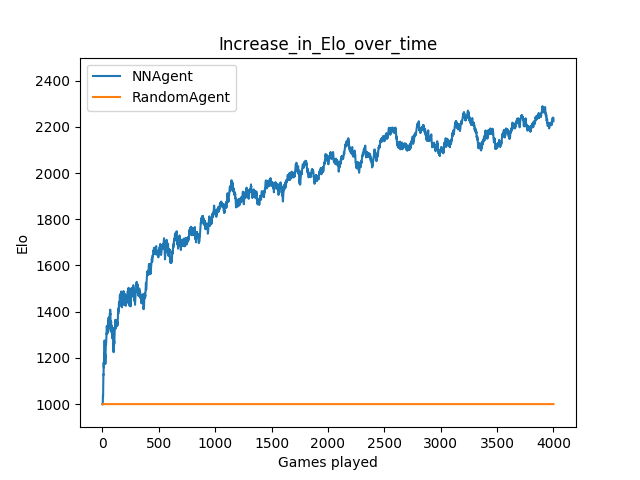 Increase_in_Elo_over_time
NNAgent
RandomAgent
2400
2200
2000
1800
1600
1400
1200
1000
Elo
0 500 1000 1500 2000 2500 3000 3500 4000
Games played